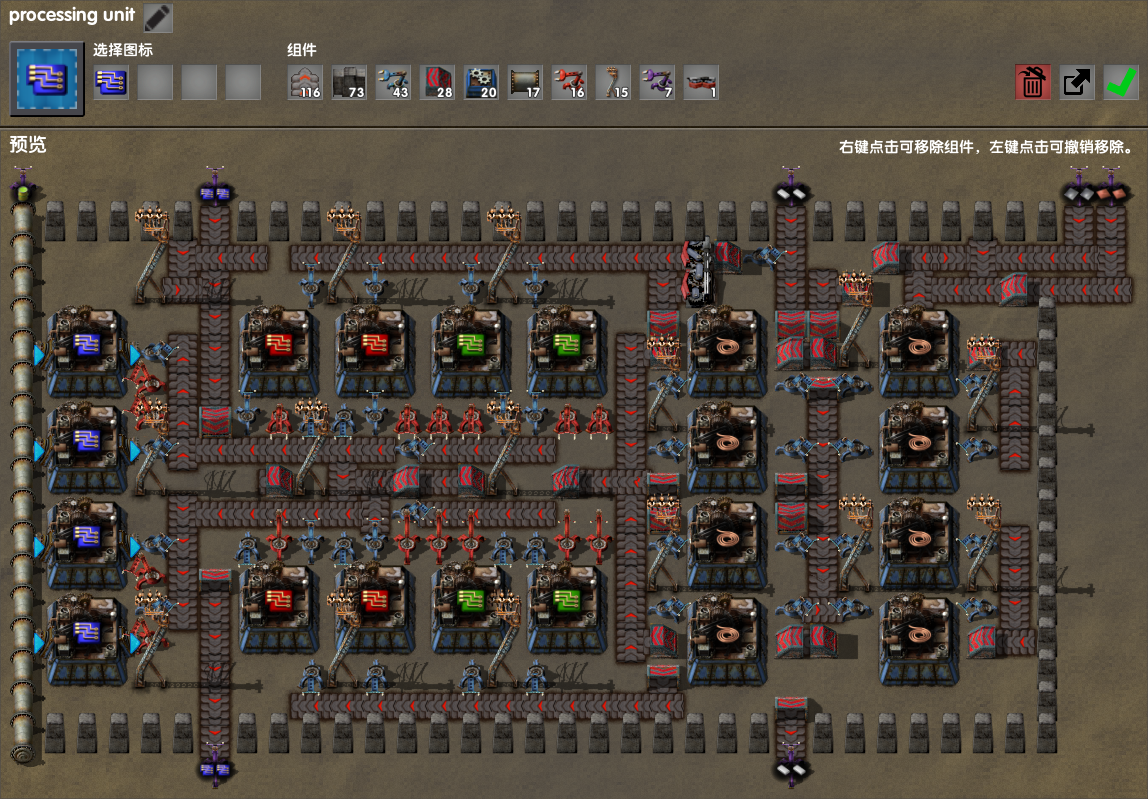 processing unit
选择图标
组件
116 73 43 28 20 17 16 15 7 1
预览
右键点击可移除组件，左键点击可撤销移除。